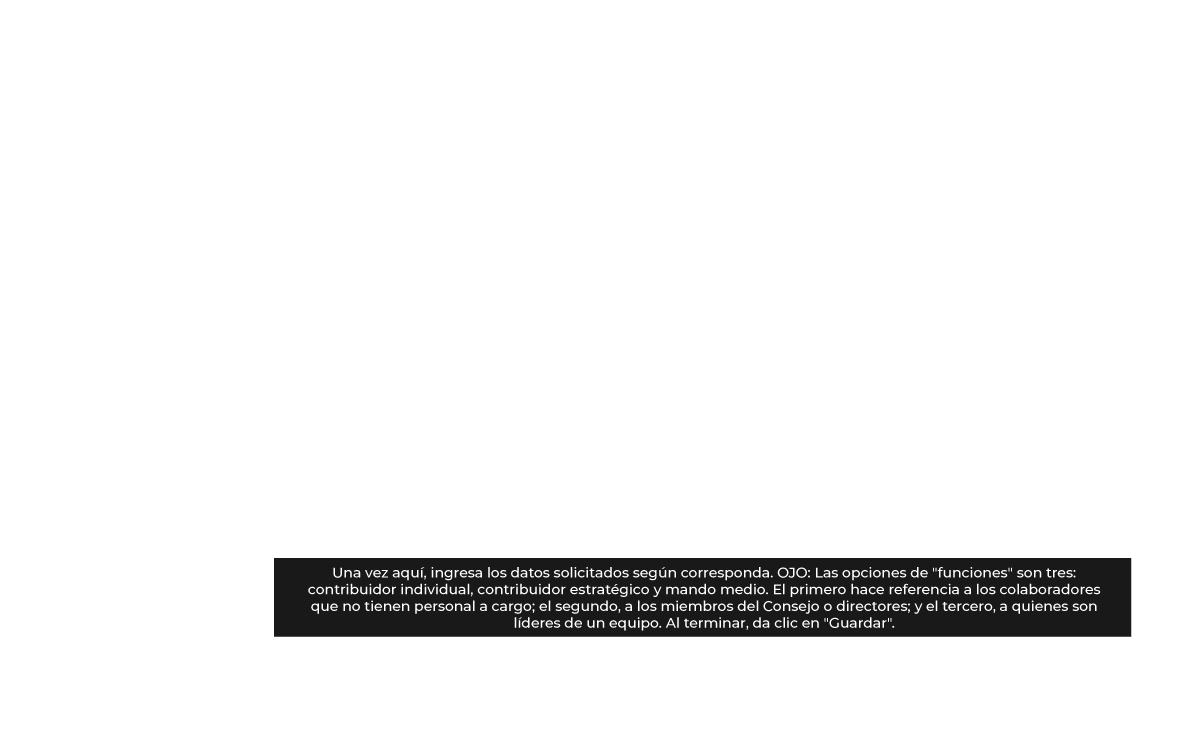 Una vez aquí, ingresa los datos solicitados según corresponda. OJO: Las opciones de "funciones" son tres:
contribuidor individual, contribuidor estratégico y mando medio. El primero hace referencia a los colaboradores
que no tienen personal a cargo; el segundo, a los miembros del Consejo o directores; y el tercero, a quienes son
líderes de un equipo. Al terminar, da clic en "Guardar".